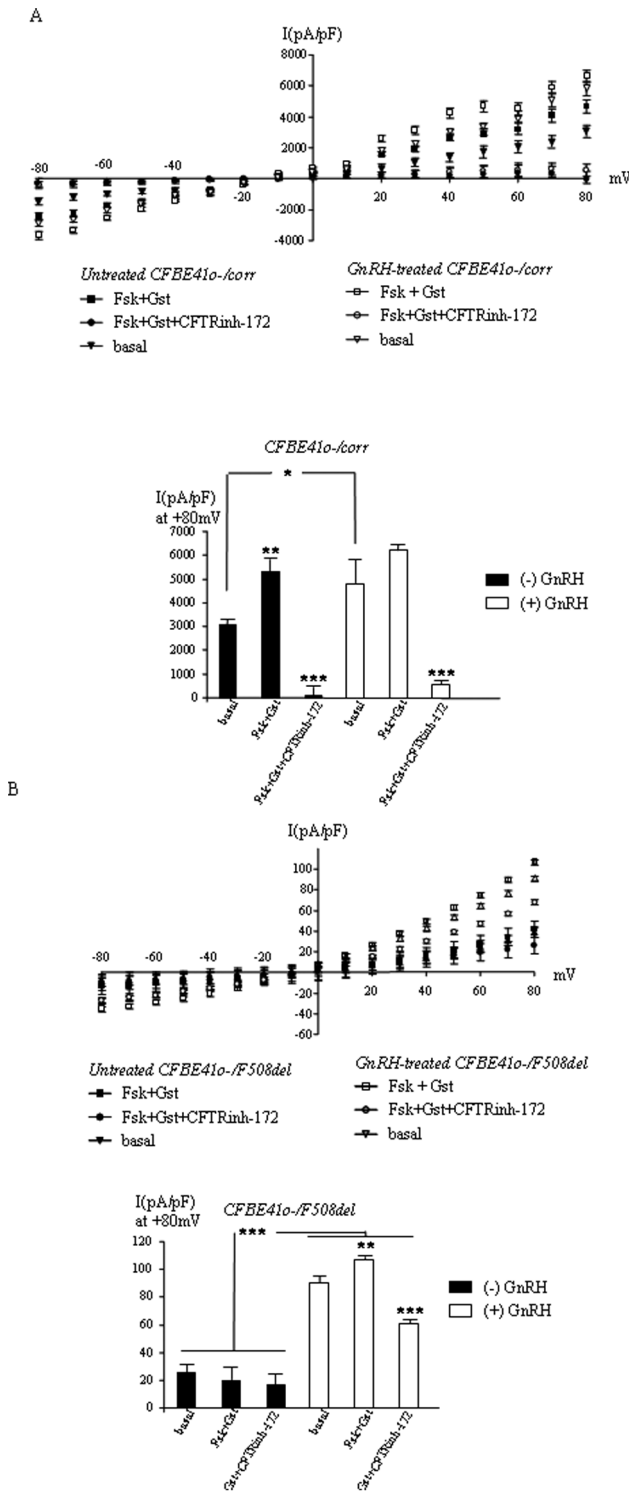 A
I(pA/pF)
8000
6000
4000
2000
-80 -60 -40 -20 20 40 60 80 mV
-2000
-4000
Untreated CFBE41o-/corr
Fsk+Gst
Fsk+Gst+CFTRinh-172
basal
GnRH-treated CFBE41o-/corr
Fsk + Gst
Fsk+Gst+CFTRinh-172
basal
CFBE41o-/corr
*
I(pA/pF)
at +80mV
7000
6000
5000
4000
3000
2000
1000
0
**
***
***
basal
Fsk+Gst
Fsk+Gst+CFTRinh-172
basal
Fsk+Gst
Fsk+Gst+CFTRinh-172
(-) GnRH
(+) GnRH
B
I(pA/pF)
100
80
60
40
20
-80 -60 -40 -20 20 40 60 80 mV
-20
-40
-60
Untreated CFBE41o-/F508del
Fsk+Gst
Fsk+Gst+CFTRinh-172
basal
GnRH-treated CFBE41o-/F508del
Fsk + Gst
Fsk+Gst+CFTRinh-172
basal
I(pA/pF)
at +80mV
CFBE41o-/F508del
***
120
100
80
60
40
20
0
**
***
basal
Fsk+Gst
Gst+CFTRinh-172
basal
Fsk+Gst
Gst+CFTRinh-172
(-) GnRH
(+) GnRH